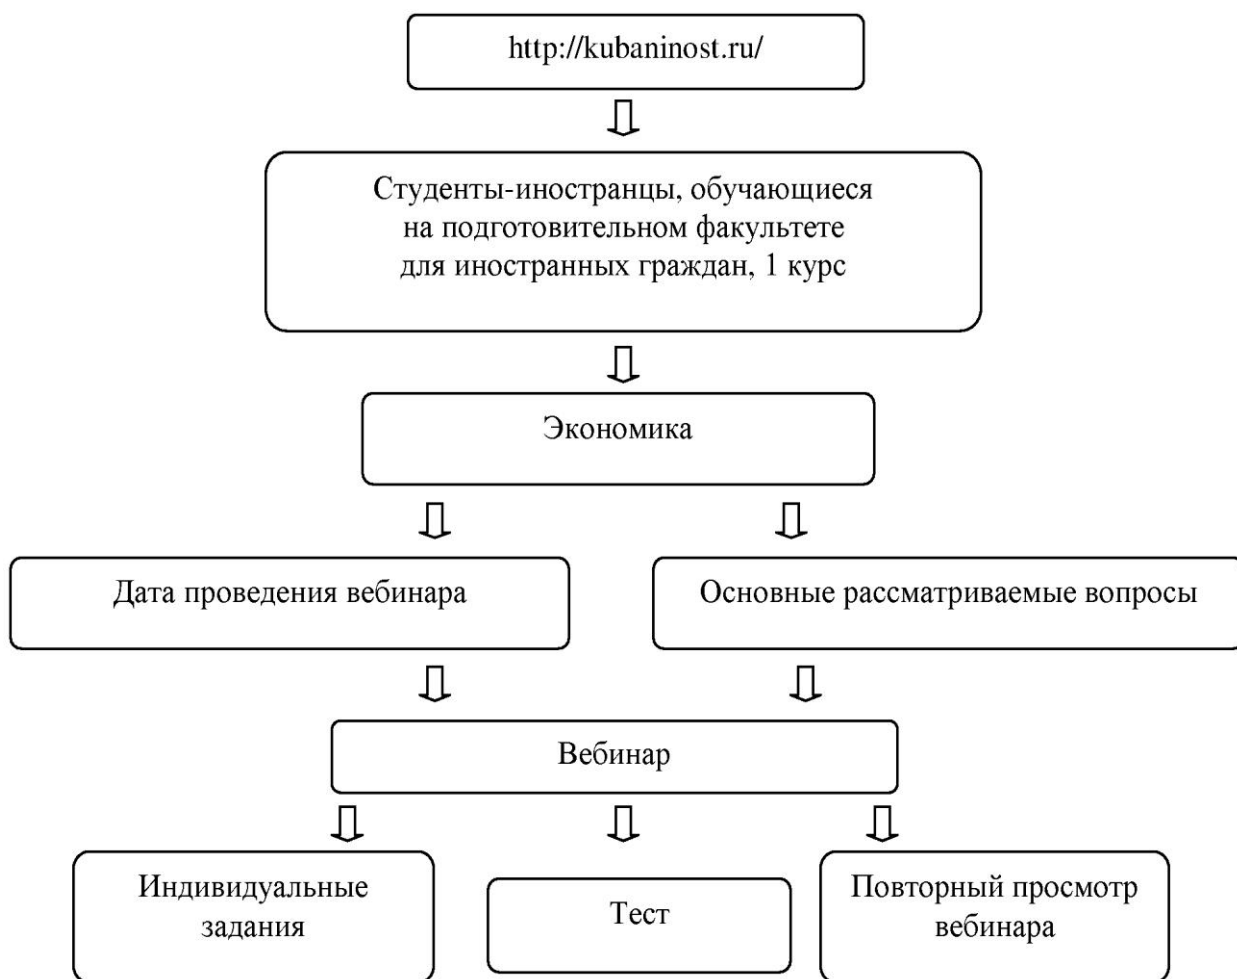 http://kubaninost.ru/
Студенты-иностранцы, обучающиеся
на подготовительном факультете
для иностранных граждан, 1 курс
Экономика
Дата проведения вебинара
Основные рассматриваемые вопросы
Вебинар
Индивидуальные
задания
Тест
Повторный просмотр
вебинара